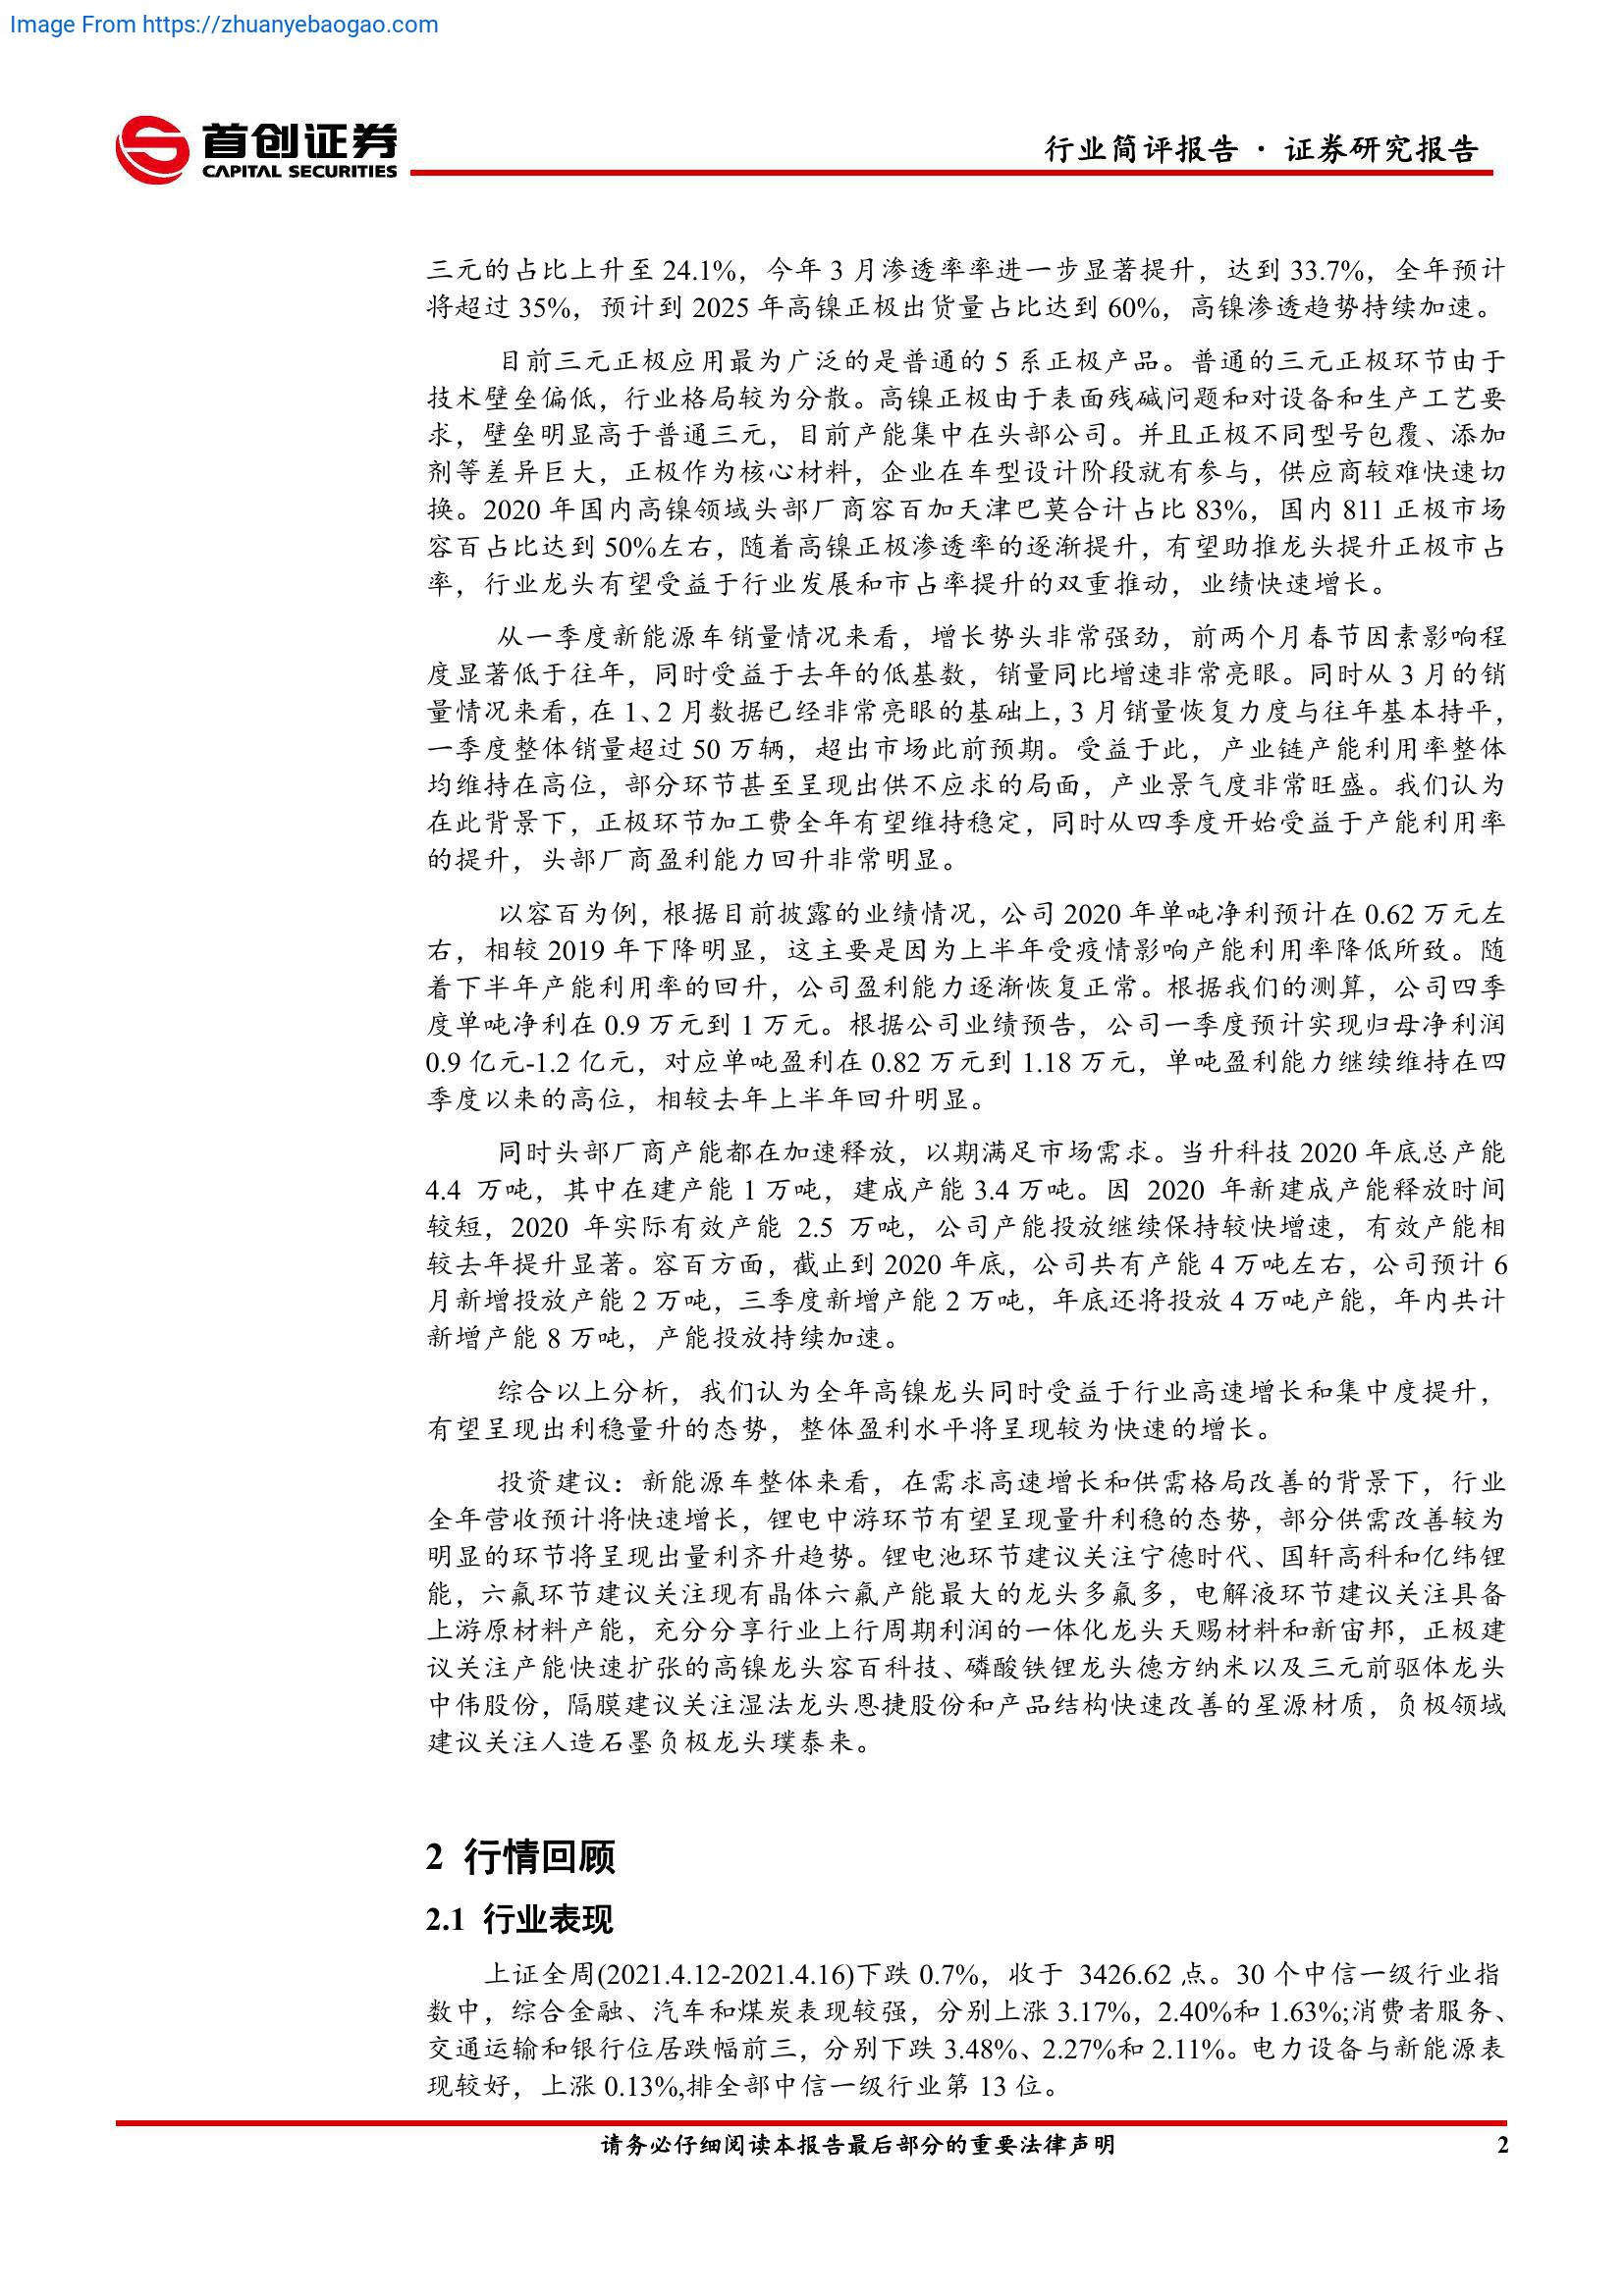 Image From https://zhuanyebaogao.com
首创证券
CAPITAL SECURITIES
行业简评报告·证券研究报告
三元的占比上升至 24.1%，今年 3 月渗透率率进一步显著提升，达到 33.7%，全年预计
将超过 35%，预计到 2025 年高镍正极出货量占比达到 60%，高镍渗透趋势持续加速。
目前三元正极应用最为广泛的是普通的 5 系正极产品。普通的三元正极环节由于
技术壁垒偏低，行业格局较为分散。高镍正极由于表面残碱问题和对设备和生产工艺要
求，壁垒明显高于普通三元，目前产能集中在头部公司。并且正极不同型号包覆、添加
剂等差异巨大，正极作为核心材料，企业在车型设计阶段就有参与，供应商较难快速切
换。2020 年国内高镍领域头部厂商容百加天津巴莫合计占比 83%，国内 811 正极市场
容百占比达到 50%左右，随着高镍正极渗透率的逐渐提升，有望助推龙头提升正极市占
率，行业龙头有望受益于行业发展和市占率提升的双重推动，业绩快速增长。
从一季度新能源车销量情况来看，增长势头非常强劲，前两个月春节因素影响程
度显著低于往年，同时受益于去年的低基数，销量同比增速非常亮眼。同时从 3 月的销
量情况来看，在 1、2 月数据已经非常亮眼的基础上，3 月销量恢复力度与往年基本持平，
一季度整体销量超过 50 万辆，超出市场此前预期。受益于此，产业链产能利用率整体
均维持在高位，部分环节甚至呈现出供不应求的局面，产业景气度非常旺盛。我们认为
在此背景下，正极环节加工费全年有望维持稳定，同时从四季度开始受益于产能利用率
的提升，头部厂商盈利能力回升非常明显。
以容百为例，根据目前披露的业绩情况，公司 2020 年单吨净利预计在 0.62 万元左
右，相较 2019 年下降明显，这主要是因为上半年受疫情影响产能利用率降低所致。随
着下半年产能利用率的回升，公司盈利能力逐渐恢复正常。根据我们的测算，公司四季
度单吨净利在 0.9 万元到 1 万元。根据公司业绩预告，公司一季度预计实现归母净利润
0.9 亿元-1.2 亿元，对应单吨盈利在 0.82 万元到 1.18 万元，单吨盈利能力继续维持在四
季度以来的高位，相较去年上半年回升明显。
同时头部厂商产能都在加速释放，以期满足市场需求。当升科技 2020 年底总产能
4.4 万吨，其中在建产能 1 万吨，建成产能 3.4 万吨。因 2020 年新建成产能释放时间
较短，2020 年实际有效产能 2.5 万吨，公司产能投放继续保持较快增速，有效产能相
较去年提升显著。容百方面，截止到 2020 年底，公司共有产能 4 万吨左右，公司预计 6
月新增投放产能 2 万吨，三季度新增产能 2 万吨，年底还将投放 4 万吨产能，年内共计
新增产能 8 万吨，产能投放持续加速。
综合以上分析，我们认为全年高镍龙头同时受益于行业高速增长和集中度提升，
有望呈现出利稳量升的态势，整体盈利水平将呈现较为快速的增长。
投资建议：新能源车整体来看，在需求高速增长和供需格局改善的背景下，行业
全年营收预计将快速增长，锂电中游环节有望呈现量升利稳的态势，部分供需改善较为
明显的环节将呈现出量利齐升趋势。锂电池环节建议关注宁德时代、国轩高科和亿纬锂
能，六氟环节建议关注现有晶体六氟产能最大的龙头多氟多，电解液环节建议关注具备
上游原材料产能，充分分享行业上行周期利润的一体化龙头天赐材料和新宙邦，正极建
议关注产能快速扩张的高镍龙头容百科技、磷酸铁锂龙头德方纳米以及三元前驱体龙头
中伟股份，隔膜建议关注湿法龙头恩捷股份和产品结构快速改善的星源材质，负极领域
建议关注人造石墨负极龙头璞泰来。
2 行情回顾
2.1 行业表现
上证全周(2021.4.12-2021.4.16)下跌 0.7%，收于 3426.62 点。30 个中信一级行业指
数中，综合金融、汽车和煤炭表现较强，分别上涨 3.17%，2.40%和 1.63%;消费者服务、
交通运输和银行位居跌幅前三，分别下跌 3.48%、2.27%和 2.11%。电力设备与新能源表
现较好，上涨 0.13%,排全部中信一级行业第 13 位。
请务必仔细阅读本报告最后部分的重要法律声明 2